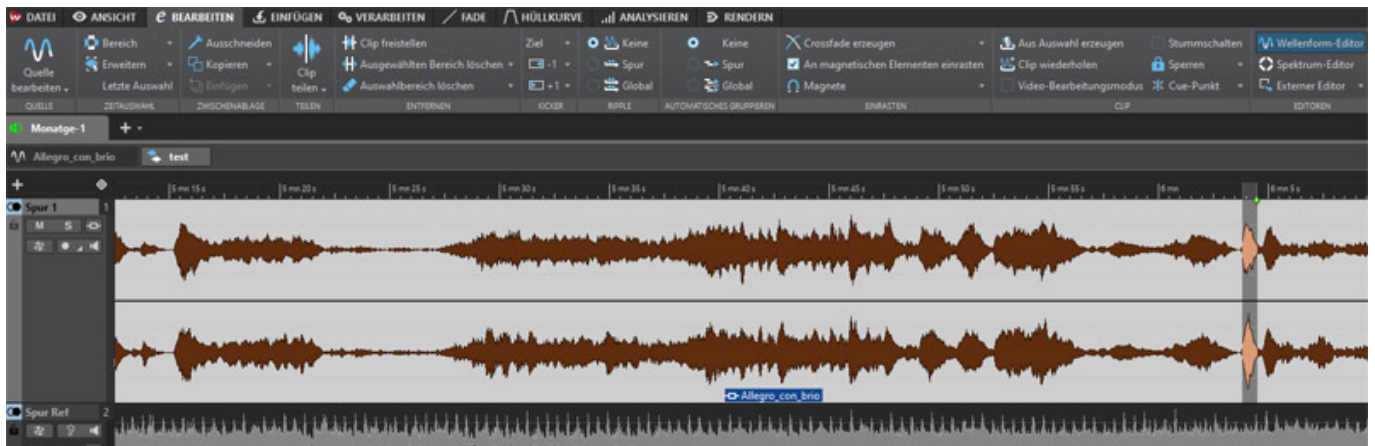 DATEI ANSICHT BEARBEITEN EINFÜGEN VERARBEITEN FADE HÜLLKURVE ANALYSIEREN RENDERN
Bereich Ausschneiden Clip freistellen Ziel Keine Keine Crossfade erzeugen Aus Auswahl erzeugen Stummschalten Wellenform-Editor
Quelle bearbeiten Erweitern Kopieren Clip teilen Ausgewählten Bereich löschen -1 Spur Spur An magnetischen Elementen einrasten Clip wiederholen Sperren Spektrum-Editor
Letzte Auswahl Einfügen Auswahlbereich löschen +1 Global Global Magnete Video-Bearbeitungsmodus Cue-Punkt Externer Editor
QUELLE ZEITAUSWAHL ZWISCHENABLAGE TEILEN ENTFERNEN KICKER RIPPLE AUTOMATISCHES GRUPPIEREN EINRASTEN CLIP EDITOREN
Monatge-1
Allegro_con_brio test
5 mn 15 s 5 mn 20 s 5 mn 25 s 5 mn 30 s 5 mn 35 s 5 mn 40 s 5 mn 45 s 5 mn 50 s 5 mn 55 s 6 mn 6 mn 5 s
Spur 1 1
M S
Allegro_con_brio
Spur Ref 2